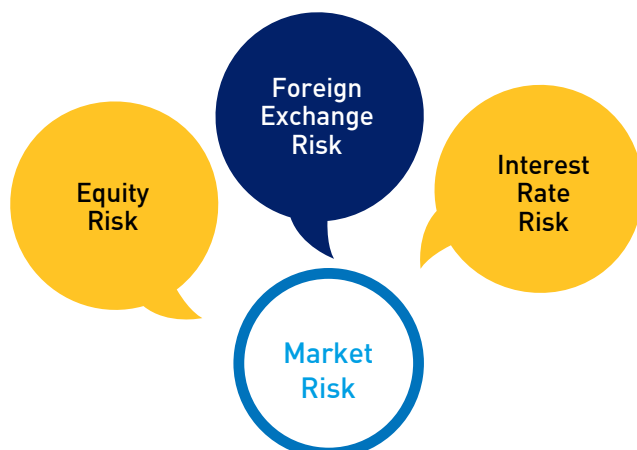 Foreign
Exchange
Risk
Equity
Risk
Interest
Rate
Risk
Market
Risk